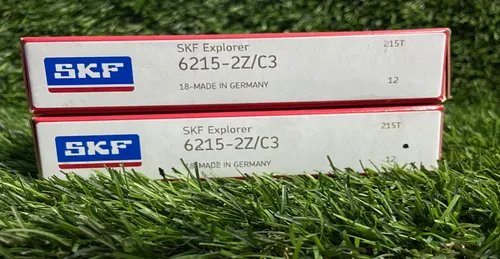 SKF
SKF Explorer 215T
6215-2Z/C3
18-MADE IN GERMANY 12
SKF
SKF Explorer 215T
6215-2Z/C3
18-MADE IN GERMANY 12